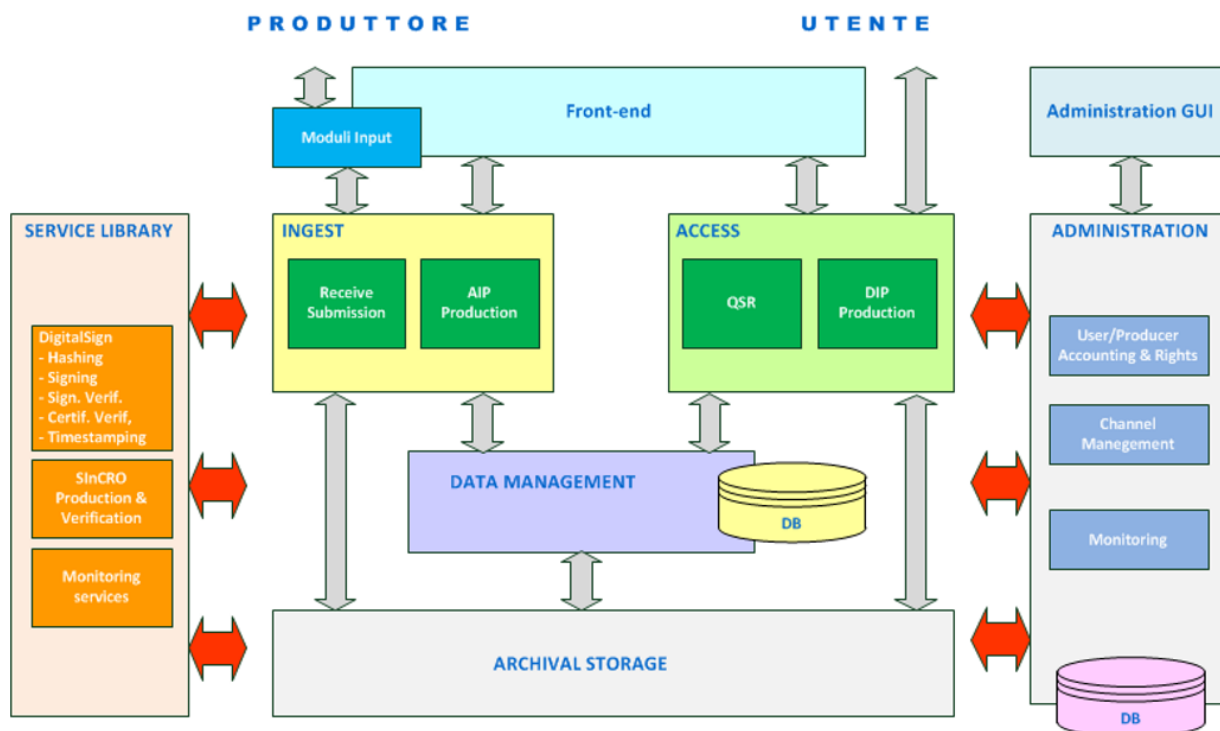 PRODUTTORE
UTENTE
Front-end
Moduli Input
Administration GUI
SERVICE LIBRARY
DigitalSign
- Hashing
- Signing
- Sign. Verif.
- Certif. Verif,
- Timestamping
SInCRO
Production &
Verification
Monitoring
services
INGEST
Receive
Submission
AIP
Production
ACCESS
QSR
DIP
Production
DATA MANAGEMENT
DB
ARCHIVAL STORAGE
ADMINISTRATION
User/Producer
Accounting & Rights
Channel
Manegement
Monitoring
DB